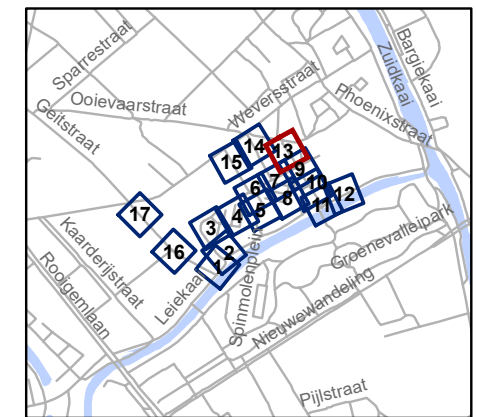 Sparrestraat
Bargiekaai
Zuidkaai
Weversstraat
Phoenixstraat
Ooievaarstraat
Geitstraat
14
13
15
9
7
10
6
12
8
11
17
5
4
3
16
2
1
Kaarderijstraat
Groenevalleipark
Leiekaai
Spinmolenplein
Rooigemlaan
Nieuwewandeling
Pijlstraat